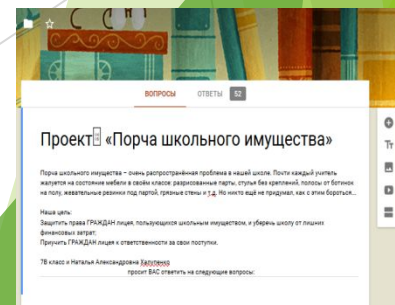 ВОПРОСЫ ОТВЕТЫ 52
Проект «Порча школьного имущества»
Порча школьного имущества – очень распространённая проблема в нашей школе. Почти каждый учитель
жалуется на состояние мебели в своём классе: разрисованные парты, стулья без креплений, полосы от ботинок
на полу, жевательные резинки под партой, грязные стены и т.д. Но никто ещё не придумал, как с этим бороться...
Наша цель:
Защитить права ГРАЖДАН лицея, пользующихся школьным имуществом, и уберечь школу от лишних
финансовых затрат;
Приучить ГРАЖДАН лицея к ответственности за свои поступки.
7В класс и Наталья Александровна Халупенко
просит ВАС ответить на следующие вопросы: